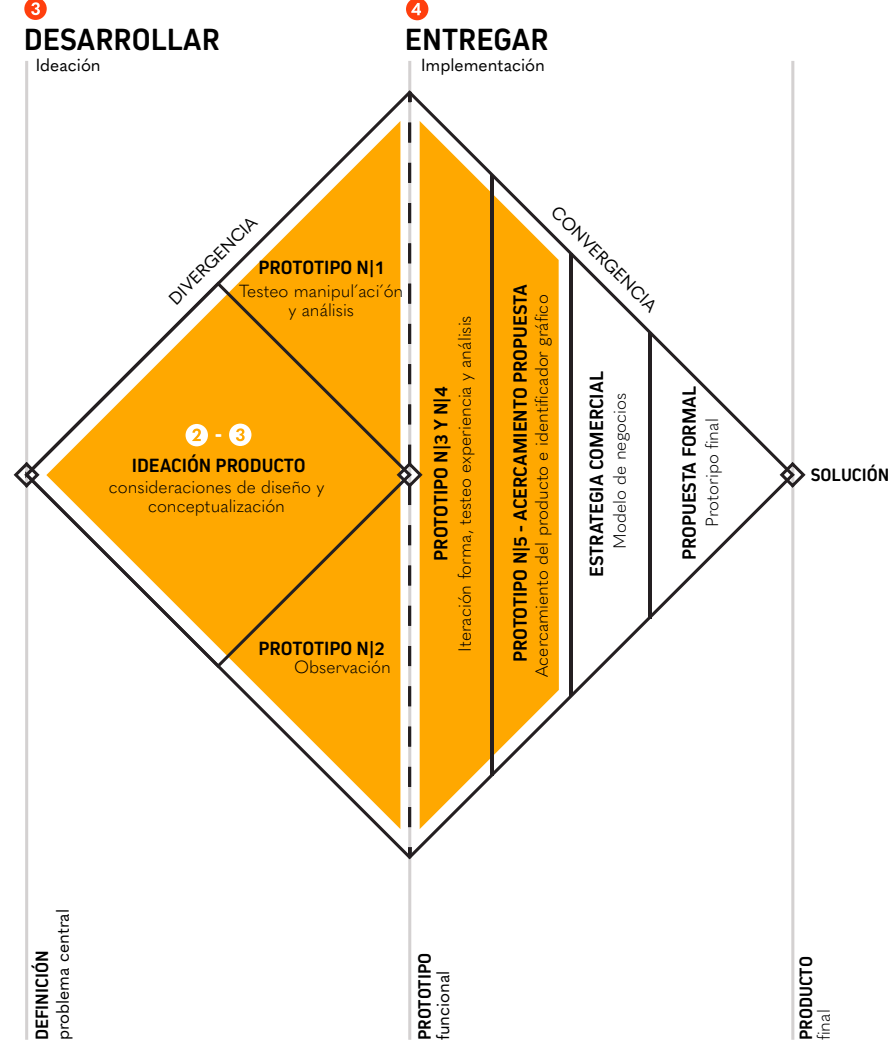 3
DESARROLLAR
Ideación
4
ENTREGAR
Implementación
DIVERGENCIA
CONVERGENCIA
PROTOTIPO N|1
Testeo manipul´aci´ón
y análisis
2 - 3
IDEACIÓN PRODUCTO
consideraciones de diseño y
conceptualización
PROTOTIPO N|2
Observación
PROTOTIPO N|3 Y N|4
Iteración forma, testeo experiencia y análisis
PROTOTIPO N|5 - ACERCAMIENTO PROPUESTA
Acercamiento del producto e identificador gráfico
ESTRATEGIA COMERCIAL
Modelo de negocios
PROPUESTA FORMAL
Protoripo final
SOLUCIÓN
DEFINICIÓN
problema central
PROTOTIPO
funcional
PRODUCTO
final